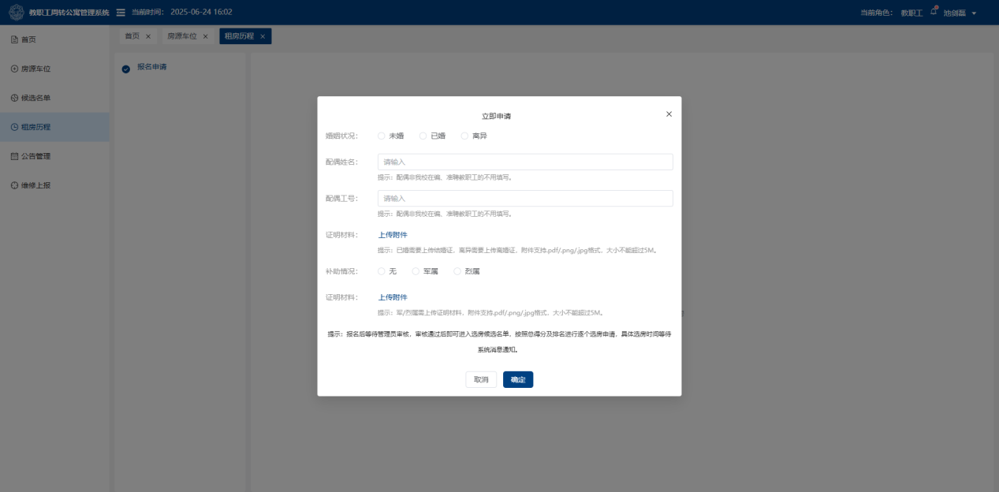 教职工周转公寓管理系统 当前时间： 2025-06-24 16:02 当前角色： 教职工 池剑磊
首页
房源车位
候选名单
租房历程
公告管理
维修上报
首页 × 房源车位 × 租房历程 ×
报名申请
立即申请
婚姻状况： 未婚 已婚 离异
配偶姓名： 请输入
提示：配偶非我校在编、准聘教职工的不用填写。
配偶工号： 请输入
提示：配偶非我校在编、准聘教职工的不用填写。
证明材料： 上传附件
提示：已婚需要上传结婚证，离异需要上传离婚证，附件支持.pdf/.png/.jpg格式，大小不能超过5M。
补助情况： 无 军属 烈属
证明材料： 上传附件
提示：军/烈属需上传证明材料，附件支持.pdf/.png/.jpg格式，大小不能超过5M。
提示：报名后等待管理员审核，审核通过后即可进入选房候选名单，按照总得分及排名进行逐个选房申请，具体选房时间等待
系统消息通知。
取消 确定